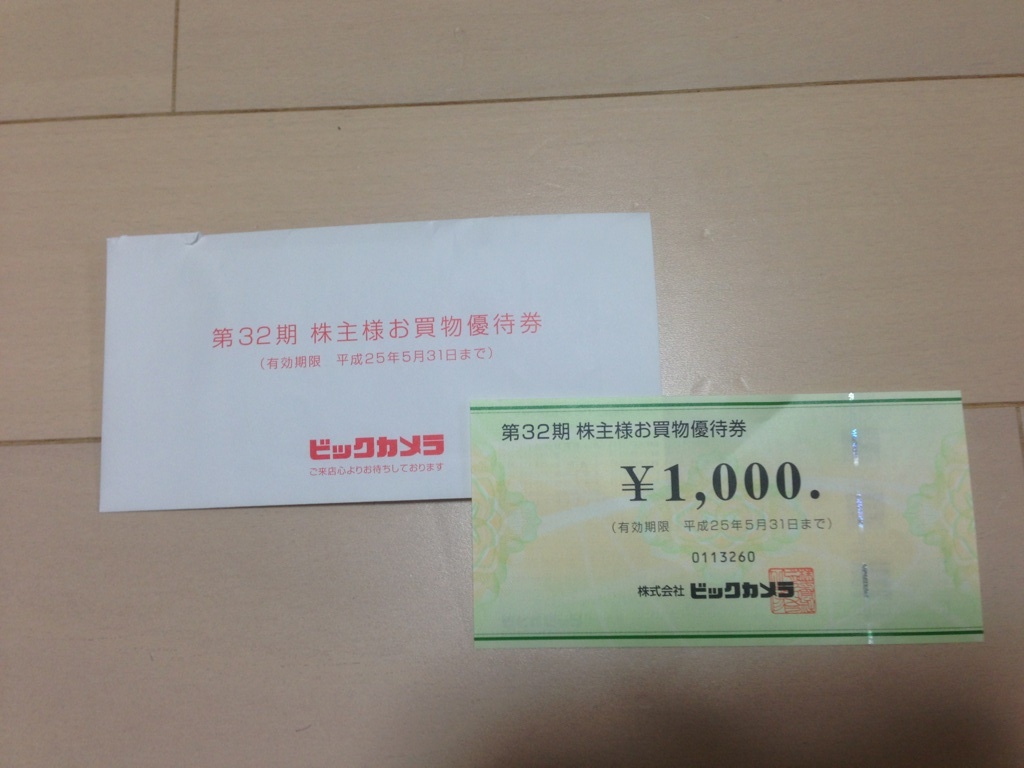 第32期 株主様お買物優待券
（有効期限　平成25年5月31日まで）
ビックカメラ
ご来店心よりお待ちしております
第32期 株主様お買物優待券
￥1,000.
（有効期限　平成25年5月31日まで）
0113260
株式会社 ビックカメラ